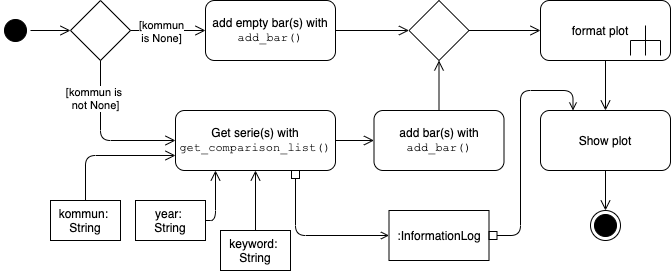 [kommun
is None]
add empty bar(s) with
add_bar()
format plot
[kommun is
not None]
Get serie(s) with
get_comparison_list()
add bar(s) with
add_bar()
Show plot
kommun:
String
year:
String
keyword:
String
:InformationLog